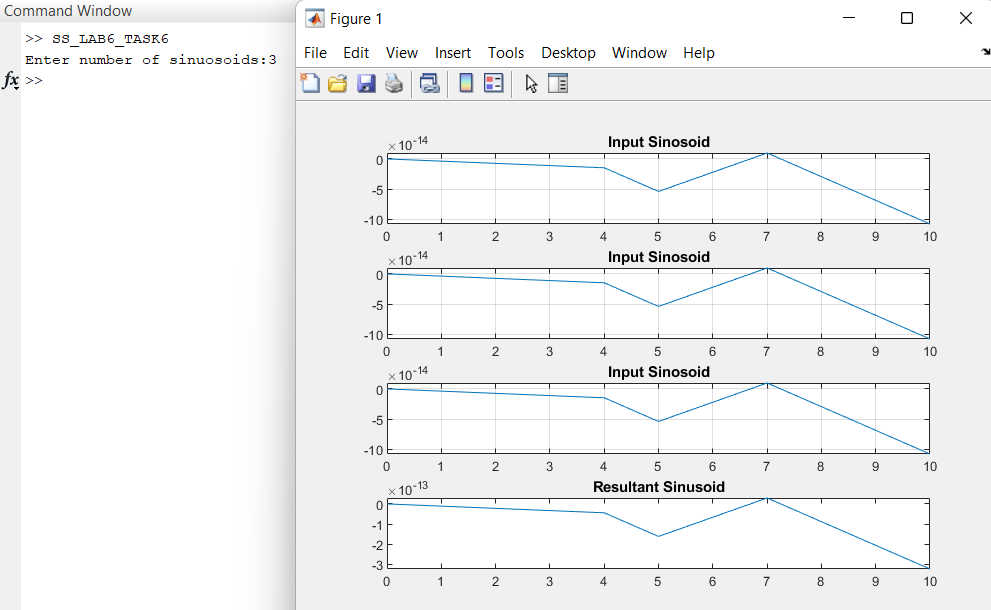 Command Window
>> SS_LAB6_TASK6
Enter number of sinuosoids:3
fx >>
Figure 1
File Edit View Insert Tools Desktop Window Help
×10^-14
Input Sinosoid
0
-5
-10
0 1 2 3 4 5 6 7 8 9 10
×10^-14
Input Sinosoid
0
-5
-10
0 1 2 3 4 5 6 7 8 9 10
×10^-14
Input Sinosoid
0
-5
-10
0 1 2 3 4 5 6 7 8 9 10
×10^-13
Resultant Sinusoid
0
-1
-2
-3
0 1 2 3 4 5 6 7 8 9 10